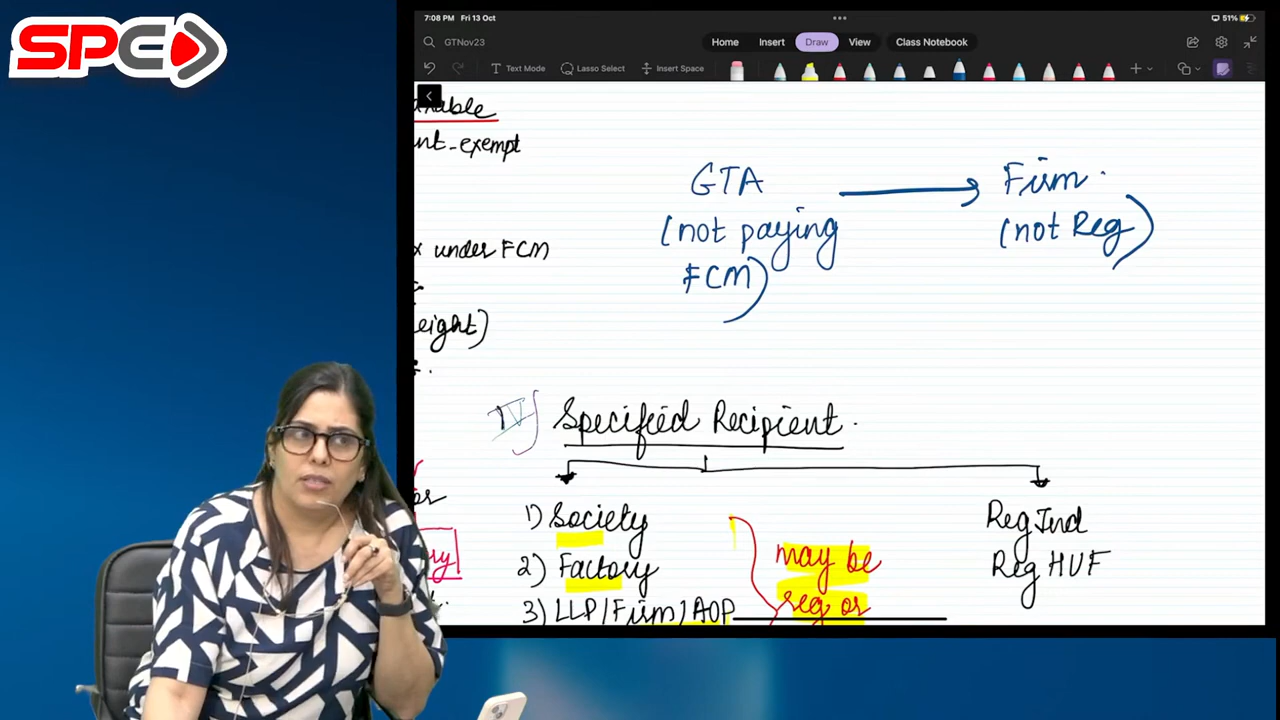 SPC
7:08 PM Fri 13 Oct
51%
GTNov23
Home Insert Draw View Class Notebook
Text Mode Lasso Select Insert Space
nt-exempt
under FCM
eight)
GTA
(not paying
FCM)
Firm.
(not Reg)
IV) Specified Recipient.
1) Society
2) Factory
3) LLP/Firm/AOP
may be
reg or
Reg Ind
Reg HUF
or